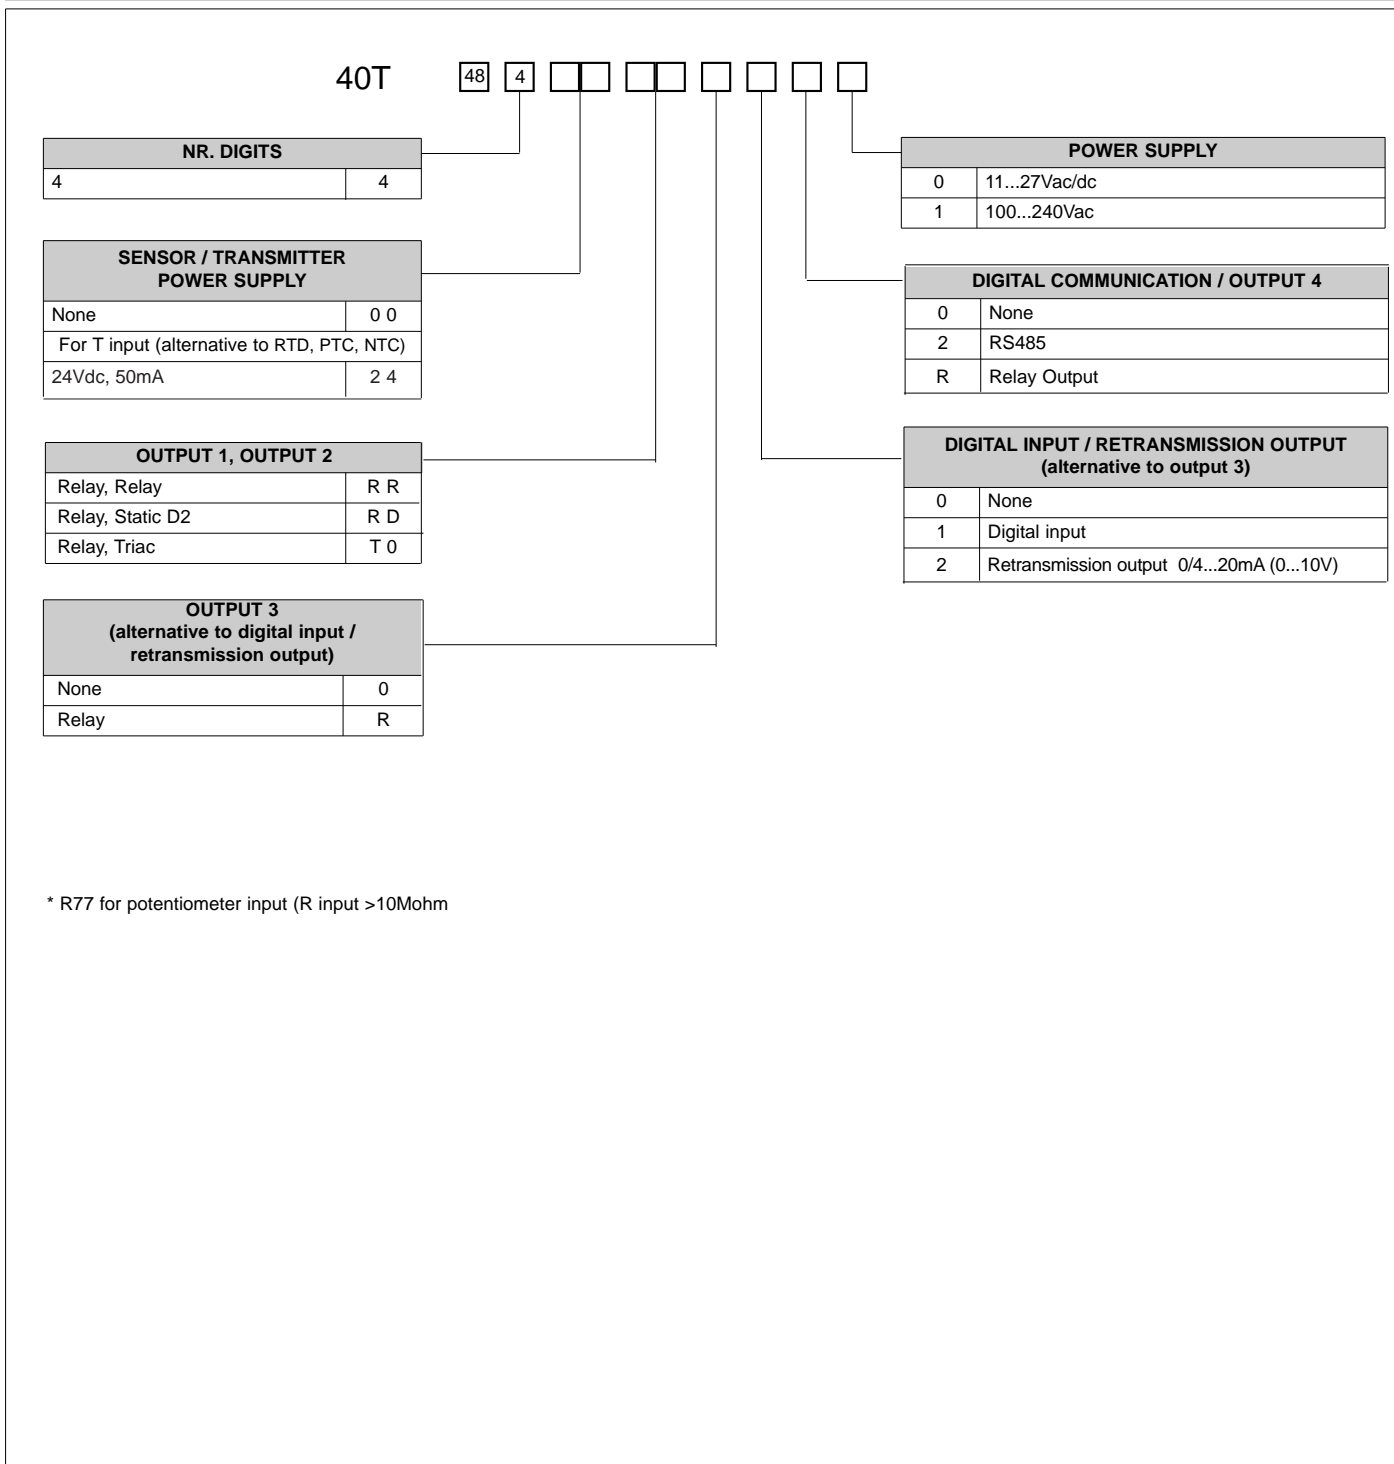 40T 48 4
NR. DIGITS
4 4
SENSOR / TRANSMITTER
POWER SUPPLY
None 0 0
For T input (alternative to RTD, PTC, NTC)
24Vdc, 50mA 2 4
OUTPUT 1, OUTPUT 2
Relay, Relay R R
Relay, Static D2 R D
Relay, Triac T 0
OUTPUT 3
(alternative to digital input /
retransmission output)
None 0
Relay R
POWER SUPPLY
0 11...27Vac/dc
1 100...240Vac
DIGITAL COMMUNICATION / OUTPUT 4
0 None
2 RS485
R Relay Output
DIGITAL INPUT / RETRANSMISSION OUTPUT
(alternative to output 3)
0 None
1 Digital input
2 Retransmission output 0/4...20mA (0...10V)
* R77 for potentiometer input (R input >10Mohm